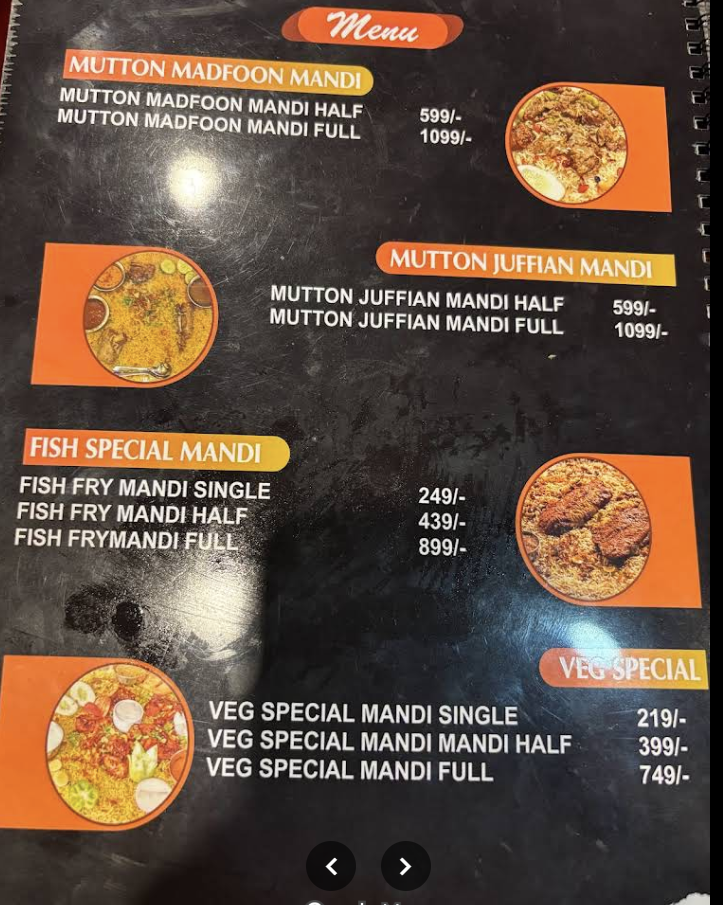 Menu
MUTTON MADFOON MANDI
MUTTON MADFOON MANDI HALF 599/-
MUTTON MADFOON MANDI FULL 1099/-
MUTTON JUFFIAN MANDI
MUTTON JUFFIAN MANDI HALF 599/-
MUTTON JUFFIAN MANDI FULL 1099/-
FISH SPECIAL MANDI
FISH FRY MANDI SINGLE 249/-
FISH FRY MANDI HALF 439/-
FISH FRYMANDI FULL 899/-
VEG SPECIAL
VEG SPECIAL MANDI SINGLE 219/-
VEG SPECIAL MANDI MANDI HALF 399/-
VEG SPECIAL MANDI FULL 749/-